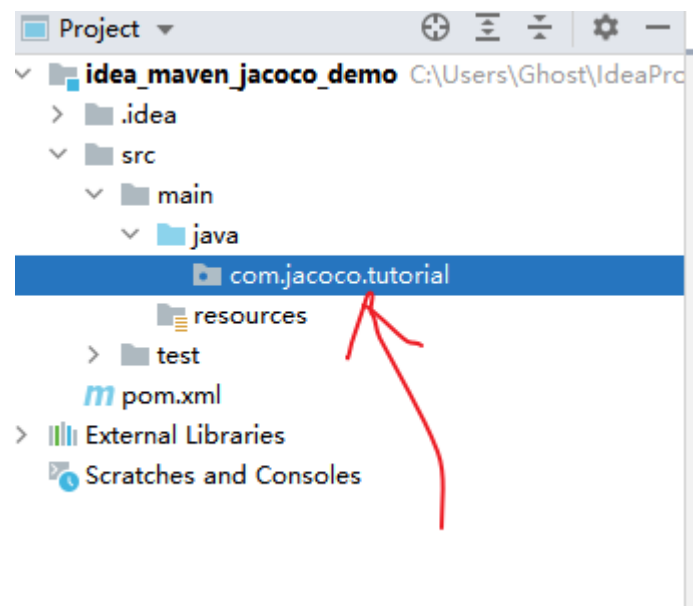 Project
idea_maven_jacoco_demo C:\Users\Ghost\IdeaPro
.idea
src
main
java
com.jacoco.tutorial
resources
test
m pom.xml
External Libraries
Scratches and Consoles